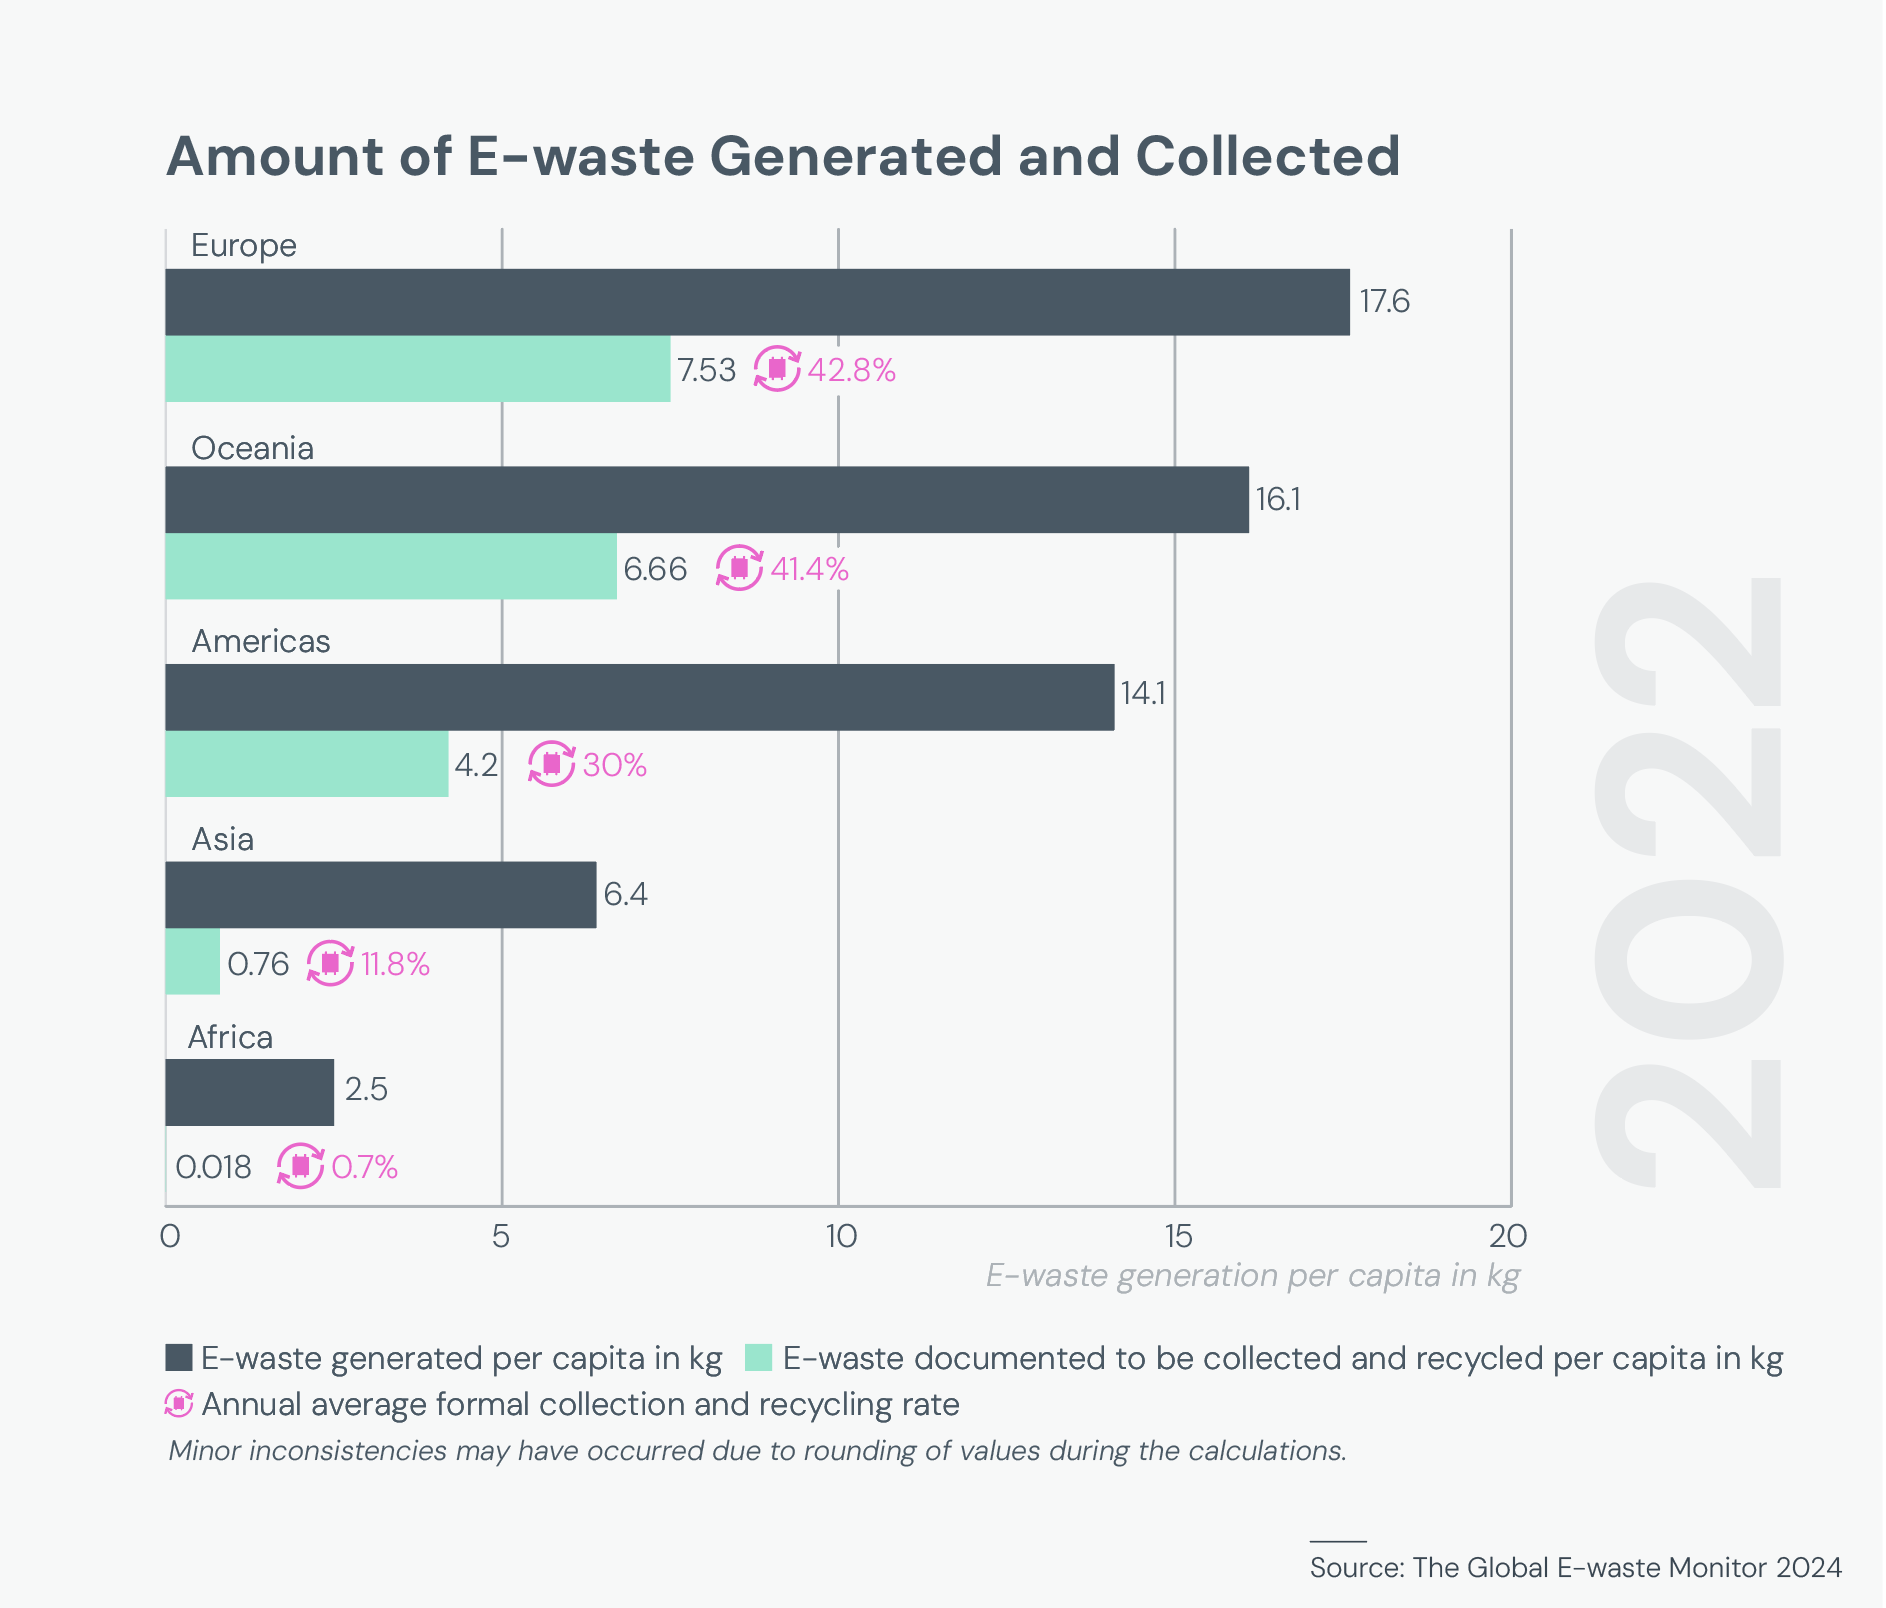 Amount of E-waste Generated and Collected
Europe
17.6
7.53 42.8%
Oceania
16.1
6.66 41.4%
Americas
14.1
4.2 30%
Asia
6.4
0.76 11.8%
Africa
2.5
0.018 0.7%
0 5 10 15 20
E-waste generation per capita in kg
2022
E-waste generated per capita in kg E-waste documented to be collected and recycled per capita in kg
Annual average formal collection and recycling rate
Minor inconsistencies may have occurred due to rounding of values during the calculations.
Source: The Global E-waste Monitor 2024